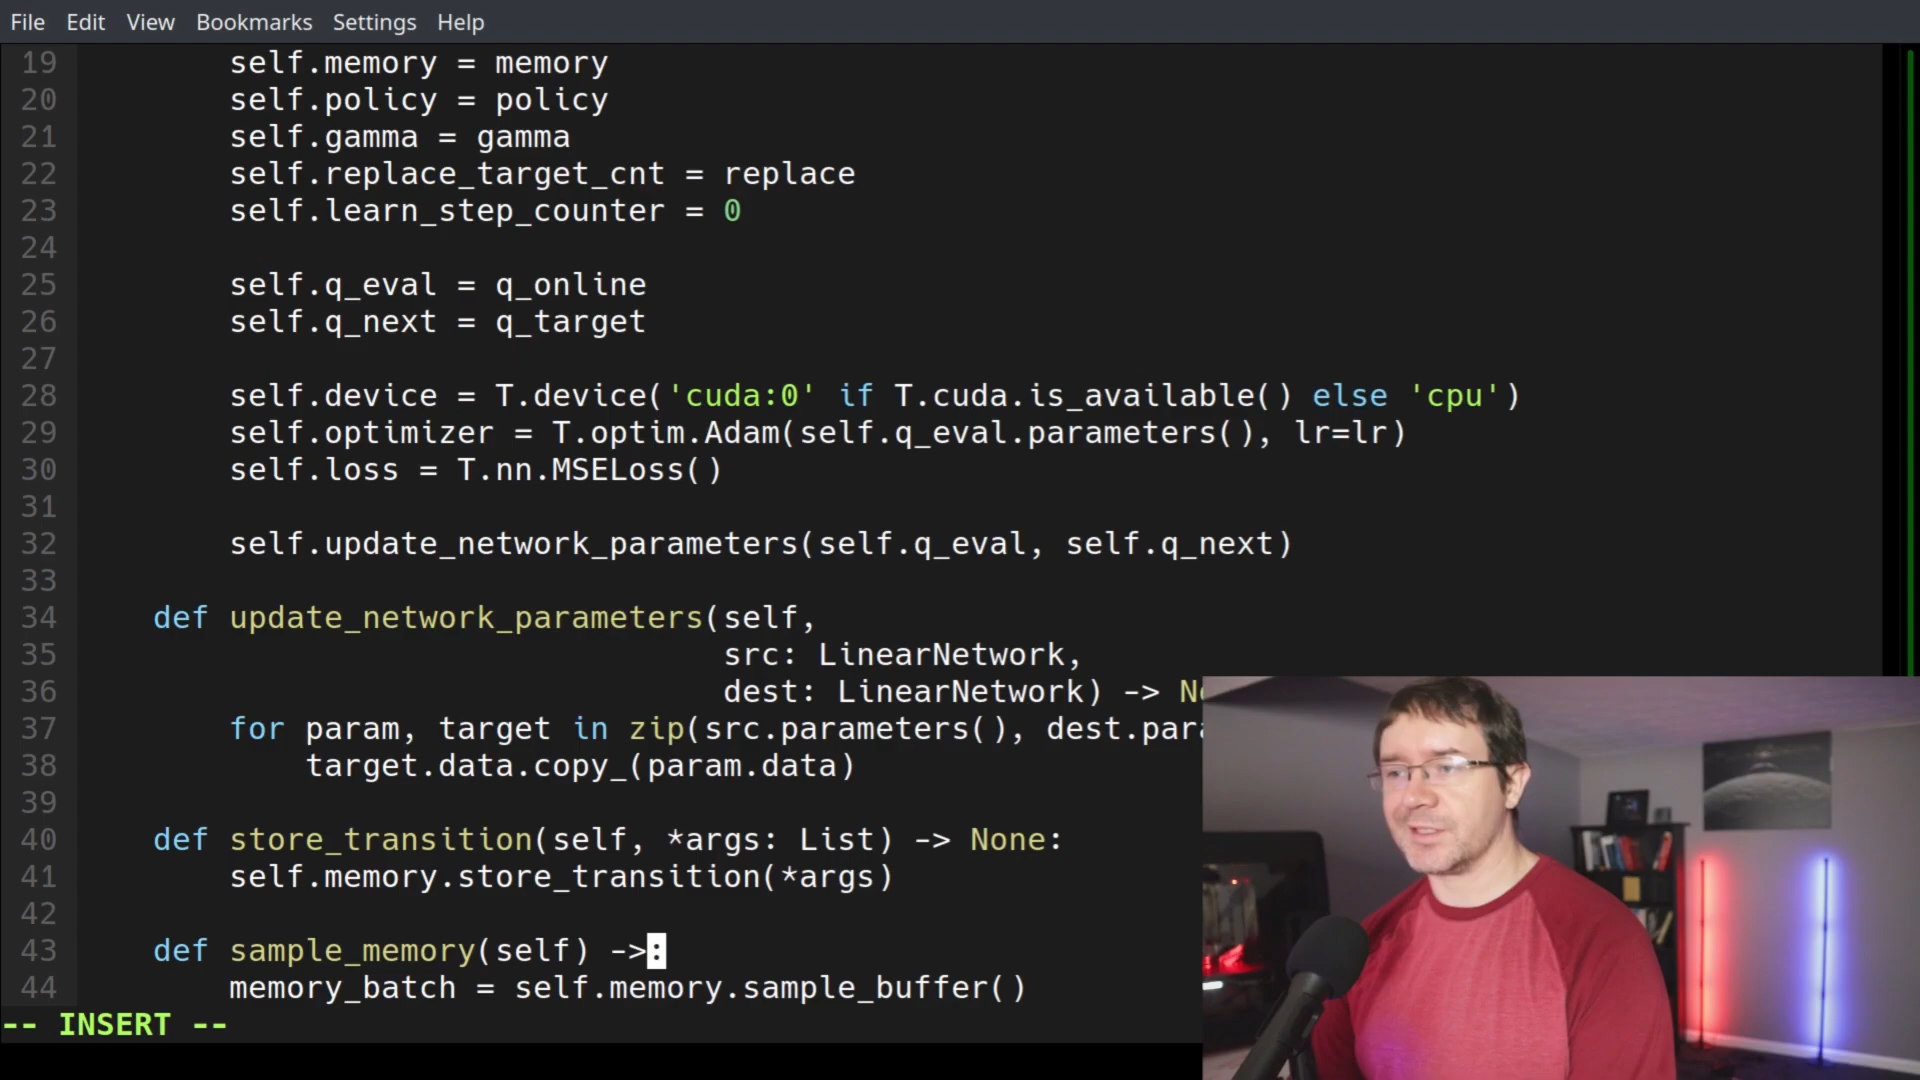 File Edit View Bookmarks Settings Help
19 self.memory = memory
20 self.policy = policy
21 self.gamma = gamma
22 self.replace_target_cnt = replace
23 self.learn_step_counter = 0
24
25 self.q_eval = q_online
26 self.q_next = q_target
27
28 self.device = T.device('cuda:0' if T.cuda.is_available() else 'cpu')
29 self.optimizer = T.optim.Adam(self.q_eval.parameters(), lr=lr)
30 self.loss = T.nn.MSELoss()
31
32 self.update_network_parameters(self.q_eval, self.q_next)
33
34 def update_network_parameters(self,
35 src: LinearNetwork,
36 dest: LinearNetwork) -> N
37 for param, target in zip(src.parameters(), dest.para
38 target.data.copy_(param.data)
39
40 def store_transition(self, *args: List) -> None:
41 self.memory.store_transition(*args)
42
43 def sample_memory(self) ->:
44 memory_batch = self.memory.sample_buffer()
-- INSERT --